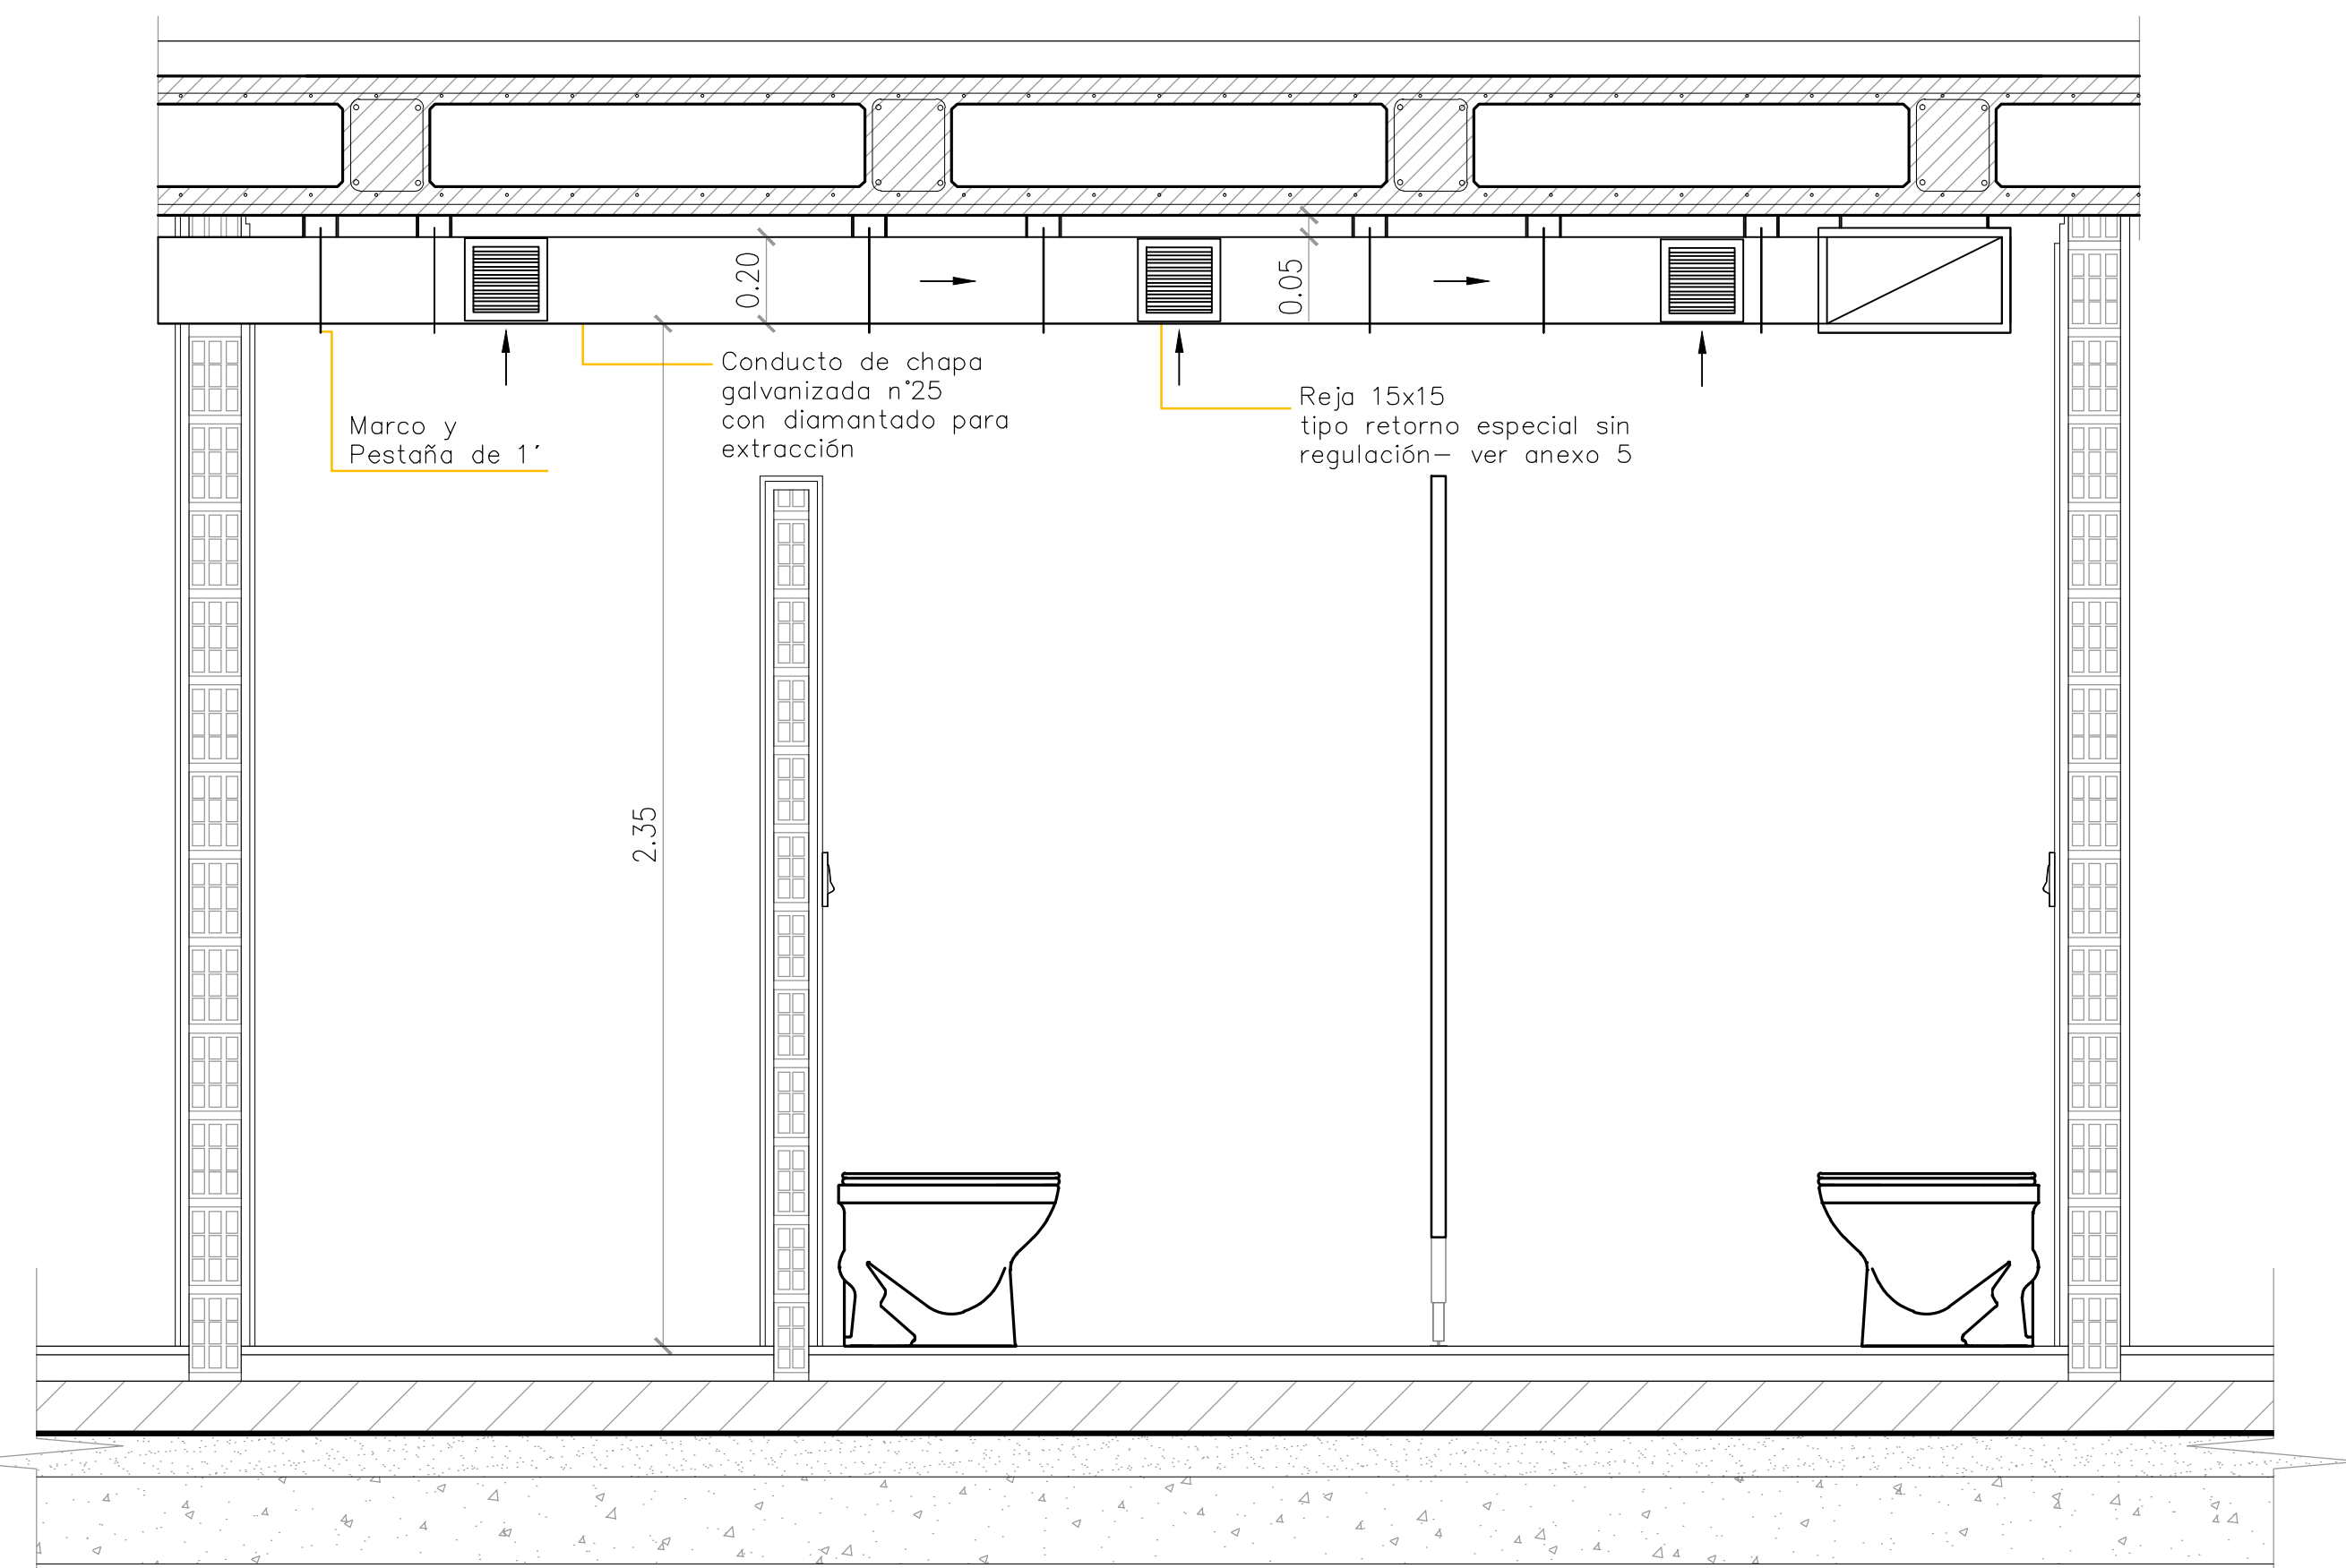 0.20
0.05
Conducto de chapa
galvanizada n°25
con diamantado para
extracción
Reja 15x15
tipo retorno especial sin
regulación– ver anexo 5
Marco y
Pestaña de 1´
2.35